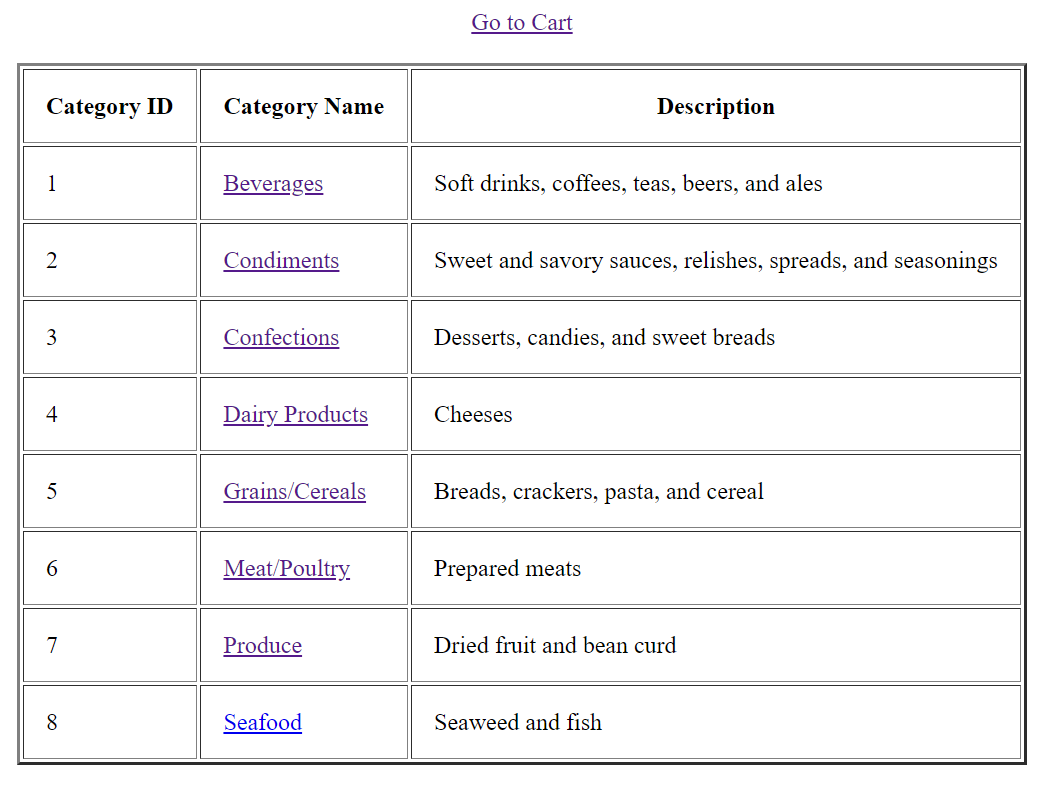 Go to Cart
Category ID Category Name Description
1 Beverages Soft drinks, coffees, teas, beers, and ales
2 Condiments Sweet and savory sauces, relishes, spreads, and seasonings
3 Confections Desserts, candies, and sweet breads
4 Dairy Products Cheeses
5 Grains/Cereals Breads, crackers, pasta, and cereal
6 Meat/Poultry Prepared meats
7 Produce Dried fruit and bean curd
8 Seafood Seaweed and fish